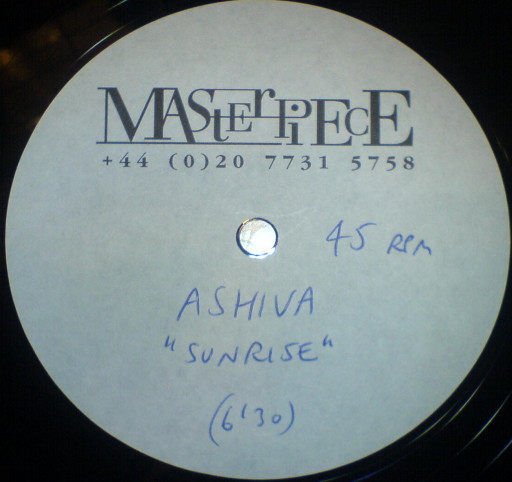 MAStErPiEcE
+44 (0)20 7731 5758
45 RPM
ASHIVA
"SUNRISE"
(6'30)